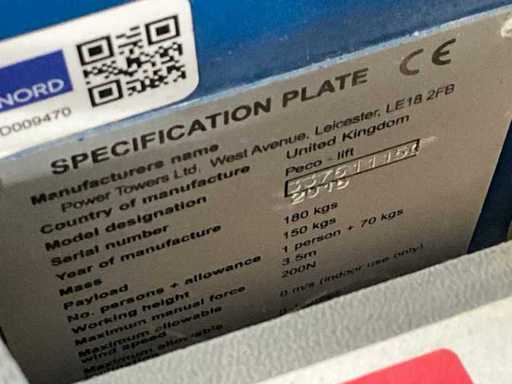 NORD
D009470
SPECIFICATION PLATE CE
Manufacturers name
Power Towers Ltd, West Avenue, Leicester, LE18 2FB
Country of manufacture United Kingdom
Model designation Peco - lift
Serial number
Year of manufacture 2015
Mass 180 kgs
Payload 150 kgs
No. persons + allowance 1 person + 70 kgs
Working height 3.5m
Maximum manual force 200N
Maximum allowable
wind speed 0 m/s (indoor use only)
Maximum allowable